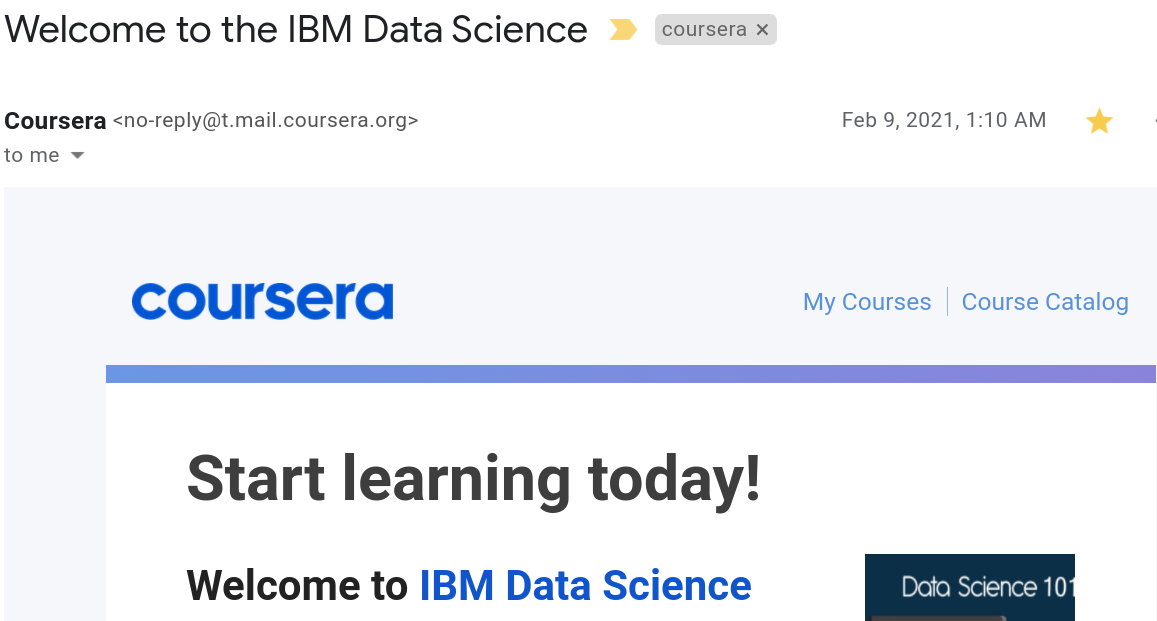 Welcome to the IBM Data Science coursera ×
Coursera <no-reply@t.mail.coursera.org> Feb 9, 2021, 1:10 AM
to me
coursera My Courses | Course Catalog
Start learning today!
Welcome to IBM Data Science
Data Science 101